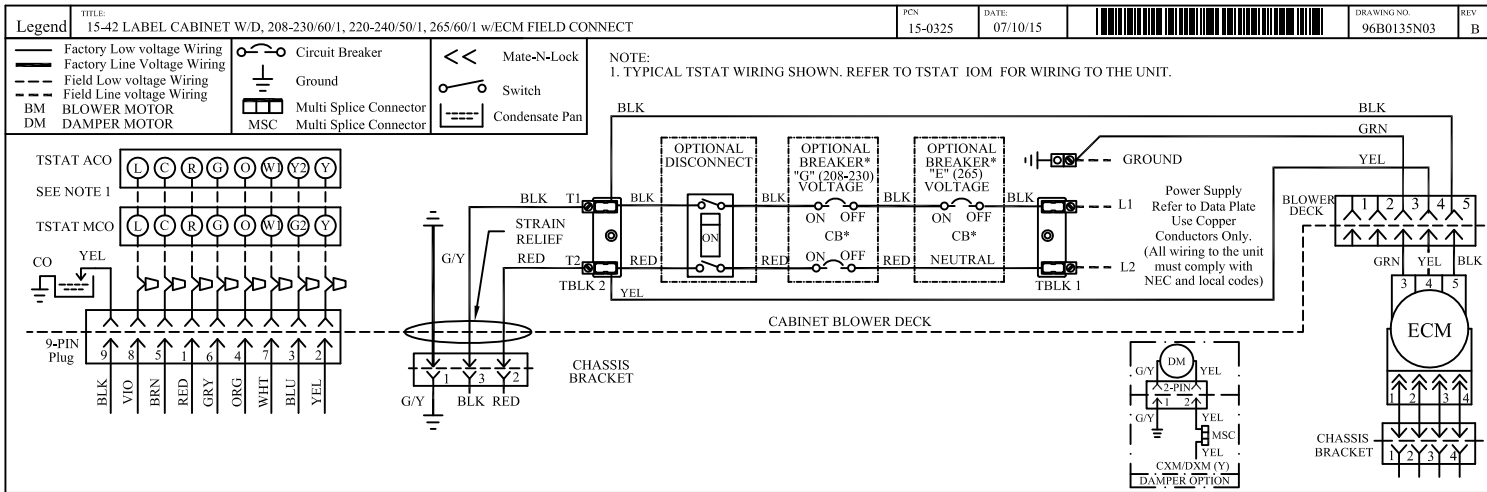 Legend
TITLE:
15-42 LABEL CABINET W/D, 208-230/60/1, 220-240/50/1, 265/60/1 w/ECM FIELD CONNECT
PCN
15-0325
DATE:
07/10/15
DRAWING NO.
96B0135N03
REV
B
Factory Low voltage Wiring
Factory Line Voltage Wiring
Field Low voltage Wiring
Field Line voltage Wiring
BM BLOWER MOTOR
DM DAMPER MOTOR
Circuit Breaker
Ground
Multi Splice Connector
MSC Multi Splice Connector
<< Mate-N-Lock
Switch
Condensate Pan
NOTE:
1. TYPICAL TSTAT WIRING SHOWN. REFER TO TSTAT IOM FOR WIRING TO THE UNIT.
TSTAT ACO
L C R G O W1 Y2 Y
SEE NOTE 1
TSTAT MCO
L C R G O W1 G2 Y
CO
YEL
9-PIN
Plug
9 8 5 1 6 4 7 3 2
BLK VIO BRN RED GRY ORG WHT BLU YEL
G/Y
BLK
RED
STRAIN
RELIEF
1 3 2
G/Y BLK RED
CHASSIS
BRACKET
BLK
BLK
GRN
YEL
T1
T2
TBLK 2
YEL
BLK
RED
OPTIONAL
DISCONNECT
ON
BLK
RED
OPTIONAL
BREAKER*
"G" (208-230)
VOLTAGE
ON OFF
CB*
ON OFF
BLK
RED
OPTIONAL
BREAKER*
"E" (265)
VOLTAGE
ON OFF
CB*
NEUTRAL
BLK
TBLK 1
GROUND
L1
L2
Power Supply
Refer to Data Plate
Use Copper
Conductors Only.
(All wiring to the unit
must comply with
NEC and local codes)
CABINET BLOWER DECK
BLOWER
DECK
1 2 3 4 5
GRN YEL BLK
3 4 5
ECM
1 2 3 4
CHASSIS
BRACKET
1 2 3 4
DM
G/Y YEL
2-PIN
1 2
G/Y YEL
MSC
YEL
CXM/DXM (Y)
DAMPER OPTION